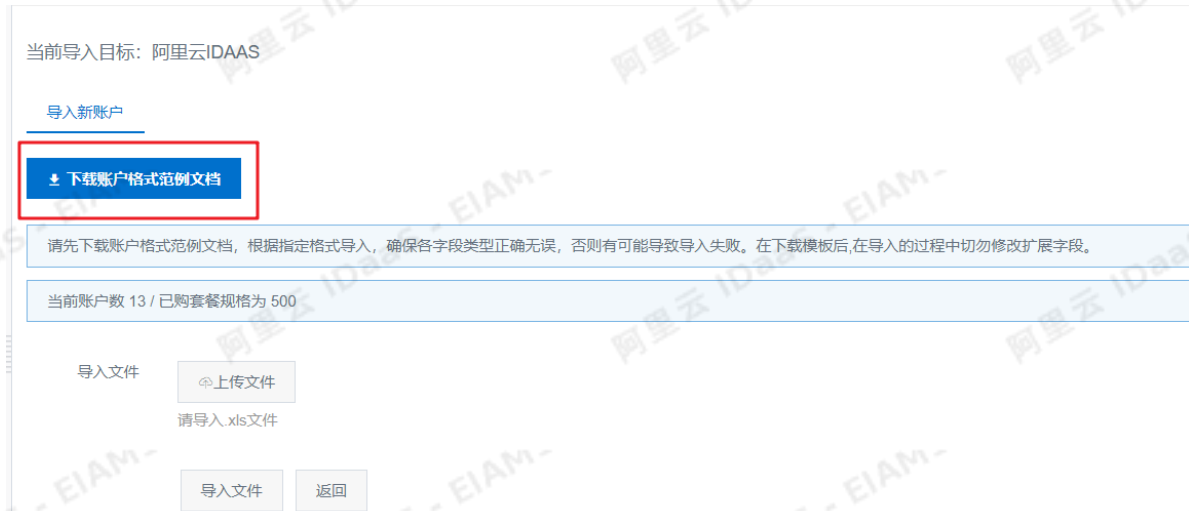 当前导入目标：阿里云IDAAS
导入新账户
下载账户格式范例文档
请先下载账户格式范例文档，根据指定格式导入，确保各字段类型正确无误，否则有可能导致导入失败。在下载模板后,在导入的过程中切勿修改扩展字段。
当前账户数 13 / 已购套餐规格为 500
导入文件
上传文件
请导入.xls文件
导入文件 返回